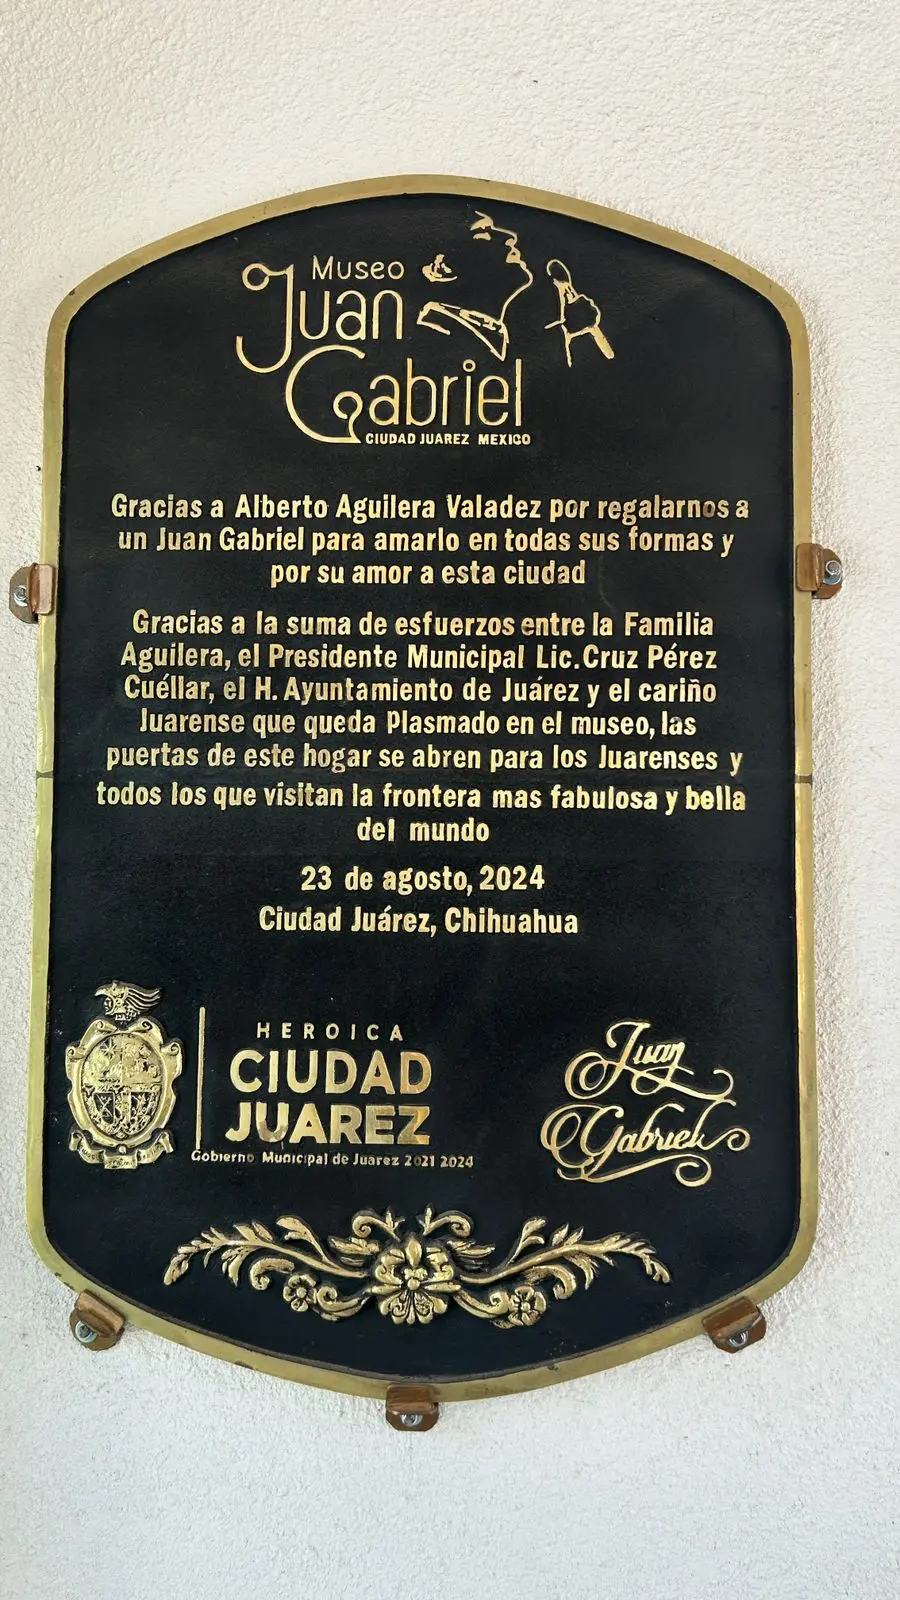 Museo
Juan
Gabriel
CIUDAD JUAREZ MEXICO
Gracias a Alberto Aguilera Valadez por regalarnos a
un Juan Gabriel para amarlo en todas sus formas y
por su amor a esta ciudad
Gracias a la suma de esfuerzos entre la Familia
Aguilera, el Presidente Municipal Lic.Cruz Pérez
Cuéllar, el H. Ayuntamiento de Juárez y el cariño
Juarense que queda Plasmado en el museo, las
puertas de este hogar se abren para los Juarenses y
todos los que visitan la frontera mas fabulosa y bella
del mundo
23 de agosto, 2024
Ciudad Juárez, Chihuahua
HEROICA
CIUDAD
JUAREZ
Gobierno Municipal de Juarez 2021 2024
Juan
Gabriel